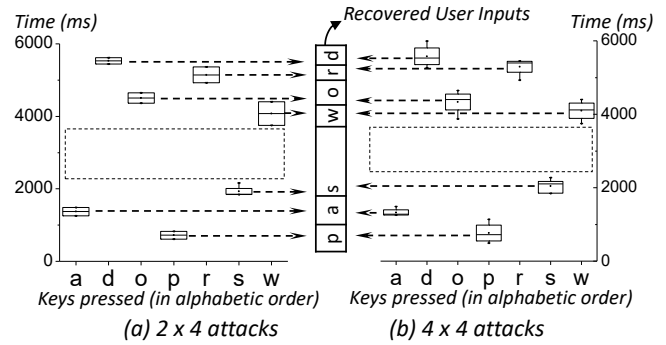 Time (ms)
Recovered User Inputs
Time (ms)
6000
4000
2000
0
d
r
o
w
s
a
p
6000
4000
2000
0
a d o p r s w
a d o p r s w
Keys pressed (in alphabetic order)
Keys pressed (in alphabetic order)
(a) 2 x 4 attacks
(b) 4 x 4 attacks